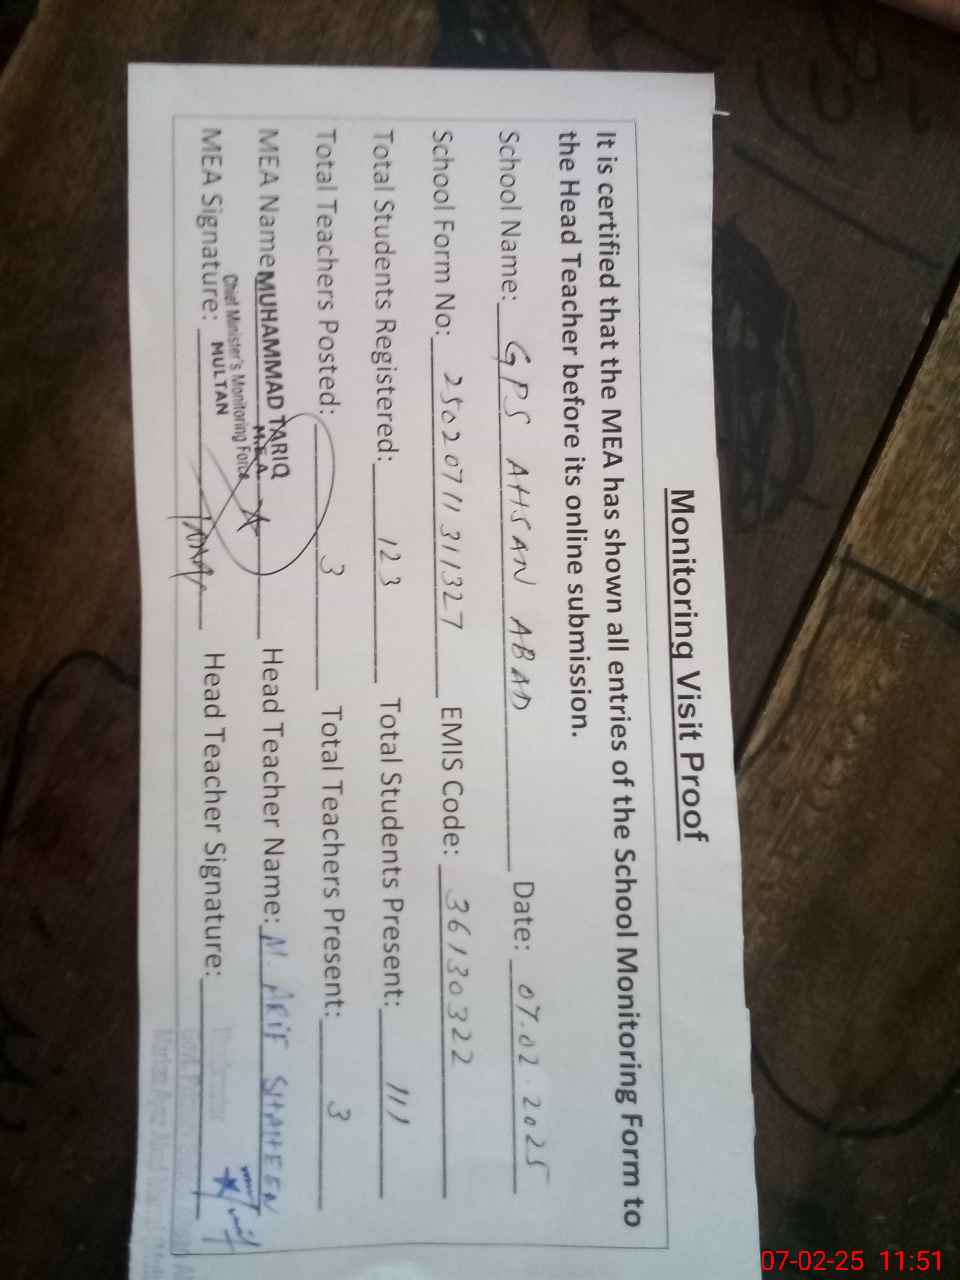 Monitoring Visit Proof
It is certified that the MEA has shown all entries of the School Monitoring Form to
the Head Teacher before its online submission.
School Name: GPS AHSAN ABAD Date: 07.02.2025
School Form No: 25020711311327 EMIS Code: 36130322
Total Students Registered: 123 Total Students Present: 111
Total Teachers Posted: 3 Total Teachers Present: 3
MEA Name MUHAMMAD TARIQ Head Teacher Name: M. ARIF SHAHEEN
M.E.A
Chief Minister's Monitoring Force
MEA Signature: MULTAN Head Teacher Signature:
07-02-25 11:51